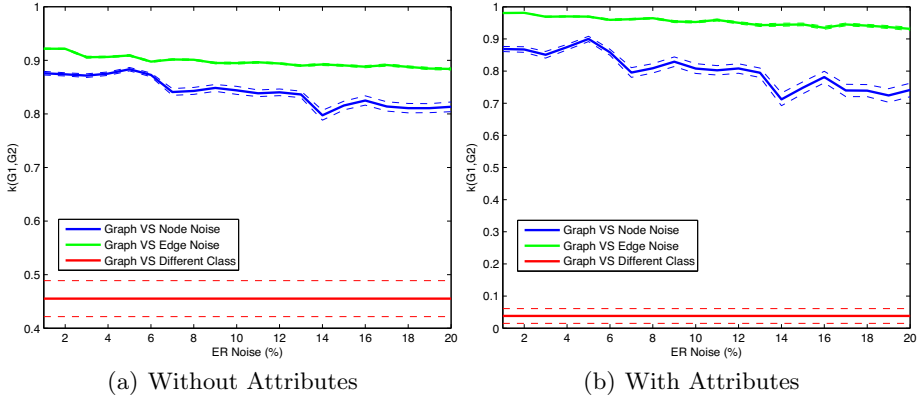 1
0.9
0.8
0.7
0.6
0.5
0.4
k(G1,G2)
Graph VS Node Noise
Graph VS Edge Noise
Graph VS Different Class
2 4 6 8 10 12 14 16 18 20
ER Noise (%)
(a) Without Attributes
1
0.9
0.8
0.7
0.6
0.5
0.4
0.3
0.2
0.1
0
k(G1,G2)
Graph VS Node Noise
Graph VS Edge Noise
Graph VS Different Class
2 4 6 8 10 12 14 16 18 20
ER Noise (%)
(b) With Attributes